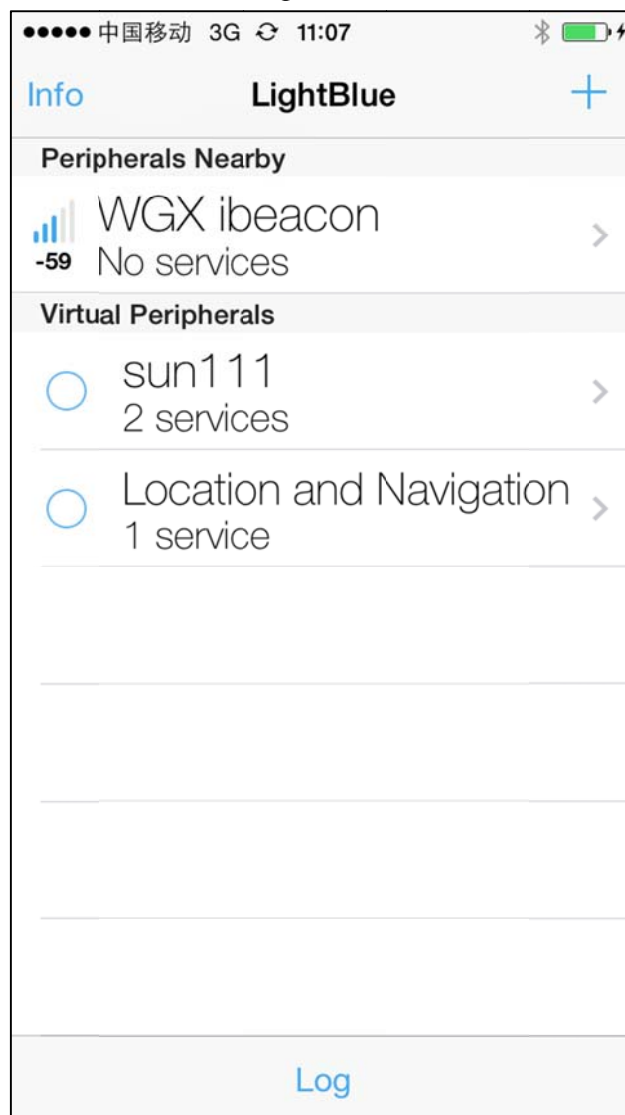 中国移动 3G 11:07
Info LightBlue +
Peripherals Nearby
WGX ibeacon
-59 No services
Virtual Peripherals
sun111
2 services
Location and Navigation
1 service
Log